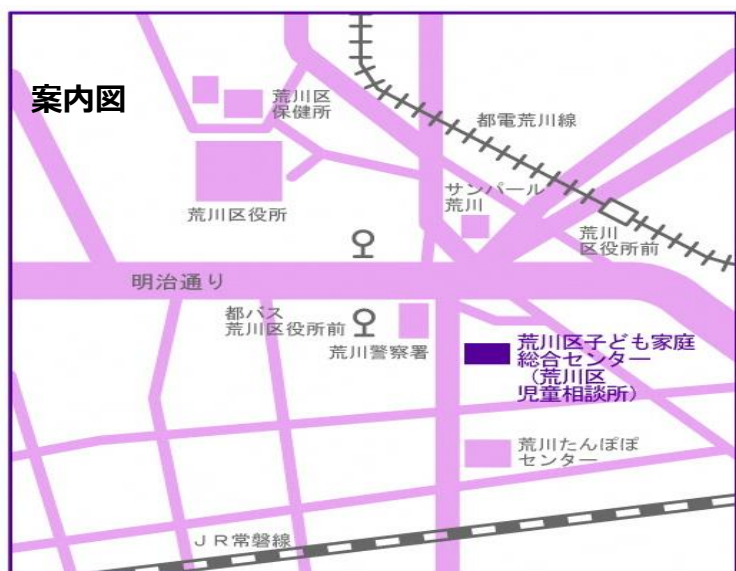 案内図
荒川区
保健所
都電荒川線
サンパール
荒川
荒川区役所
荒川
区役所前
明治通り
都バス
荒川区役所前
荒川警察署
荒川区子ども家庭
総合センター
（荒川区
児童相談所）
荒川たんぽぽ
センター
ＪＲ常磐線